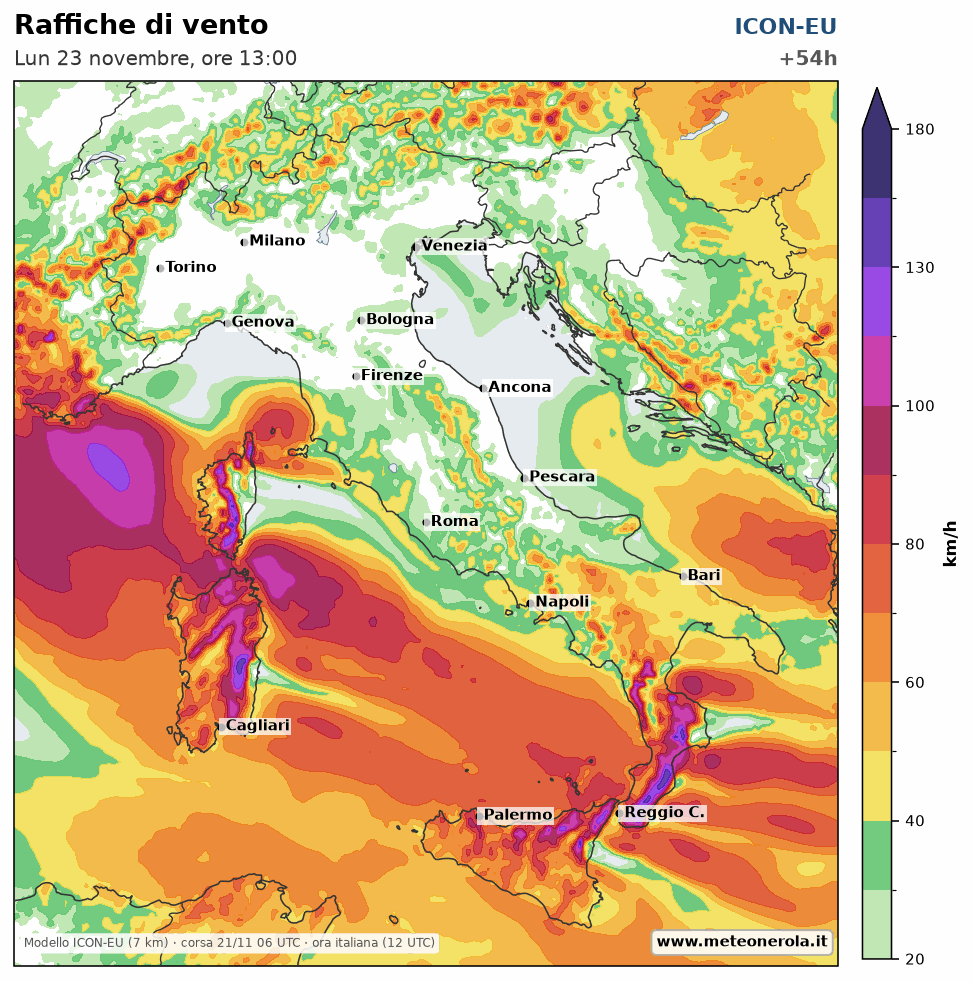 Raffiche di vento
ICON-EU
Lun 23 novembre, ore 13:00
+54h
180
Milano
Venezia
Torino
130
Genova
Bologna
Firenze
Ancona
100
Pescara
Roma
80
km/h
Bari
Napoli
60
Cagliari
Palermo
Reggio C.
40
Modello ICON-EU (7 km) · corsa 21/11 06 UTC · ora italiana (12 UTC)
www.meteonerola.it
20